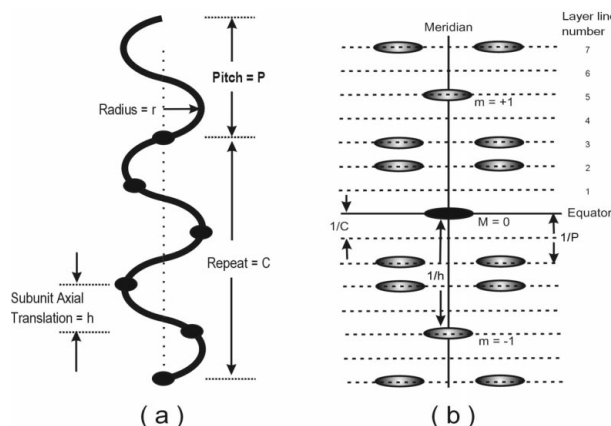 Pitch = P
Radius = r
Repeat = C
Subunit Axial
Translation = h
( a )
Meridian
Layer line
number
7
6
5
m = +1
4
3
2
1
Equator
M = 0
1/C
1/P
1/h
m = -1
( b )